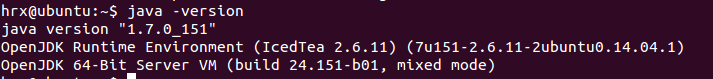 hrx@ubuntu:~$ java -version
java version "1.7.0_151"
OpenJDK Runtime Environment (IcedTea 2.6.11) (7u151-2.6.11-2ubuntu0.14.04.1)
OpenJDK 64-Bit Server VM (build 24.151-b01, mixed mode)